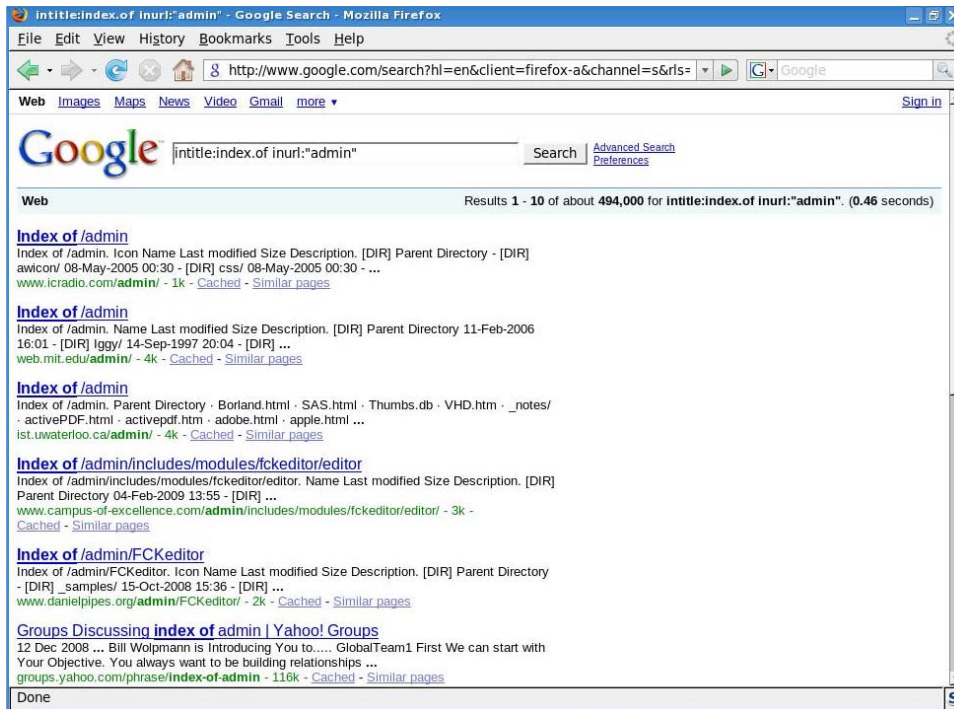 intitle:index.of inurl:"admin" - Google Search - Mozilla Firefox
File Edit View History Bookmarks Tools Help
http://www.google.com/search?hl=en&client=firefox-a&channel=s&rls= G Google
Web Images Maps News Video Gmail more ▼ Sign in
Google intitle:index.of inurl:"admin" Search Advanced Search
Preferences
Web Results 1 - 10 of about 494,000 for intitle:index.of inurl:"admin". (0.46 seconds)
Index of /admin
Index of /admin. Icon Name Last modified Size Description. [DIR] Parent Directory - [DIR]
awicon/ 08-May-2005 00:30 - [DIR] css/ 08-May-2005 00:30 - ...
www.icradio.com/admin/ - 1k - Cached - Similar pages
Index of /admin
Index of /admin. Name Last modified Size Description. [DIR] Parent Directory 11-Feb-2006
16:01 - [DIR] Iggy/ 14-Sep-1997 20:04 - [DIR] ...
web.mit.edu/admin/ - 4k - Cached - Similar pages
Index of /admin
Index of /admin. Parent Directory · Borland.html · SAS.html · Thumbs.db · VHD.htm · _notes/
· activePDF.html · activepdf.htm · adobe.html · apple.html ...
ist.uwaterloo.ca/admin/ - 4k - Cached - Similar pages
Index of /admin/includes/modules/fckeditor/editor
Index of /admin/includes/modules/fckeditor/editor. Name Last modified Size Description. [DIR]
Parent Directory 04-Feb-2009 13:55 - [DIR] ...
www.campus-of-excellence.com/admin/includes/modules/fckeditor/editor/ - 3k -
Cached - Similar pages
Index of /admin/FCKeditor
Index of /admin/FCKeditor. Icon Name Last modified Size Description. [DIR] Parent Directory
- [DIR] _samples/ 15-Oct-2008 15:36 - [DIR] ...
www.danielpipes.org/admin/FCKeditor/ - 2k - Cached - Similar pages
Groups Discussing index of admin | Yahoo! Groups
12 Dec 2008 ... Bill Wolpmann is Introducing You to..... GlobalTeam1 First We can start with
Your Objective. You always want to be building relationships ...
groups.yahoo.com/phrase/index-of-admin - 116k - Cached - Similar pages
Done